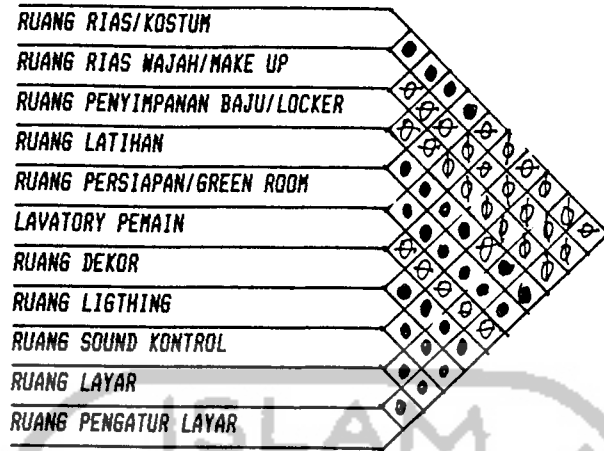 RUANG RIAS/KOSTUM
RUANG RIAS WAJAH/MAKE UP
RUANG PENYIMPANAN BAJU/LOCKER
RUANG LATIHAN
RUANG PERSIAPAN/GREEN ROOM
LAVATORY PEMAIN
RUANG DEKOR
RUANG LIGTHING
RUANG SOUND KONTROL
RUANG LAYAR
RUANG PENGATUR LAYAR
ISLAM